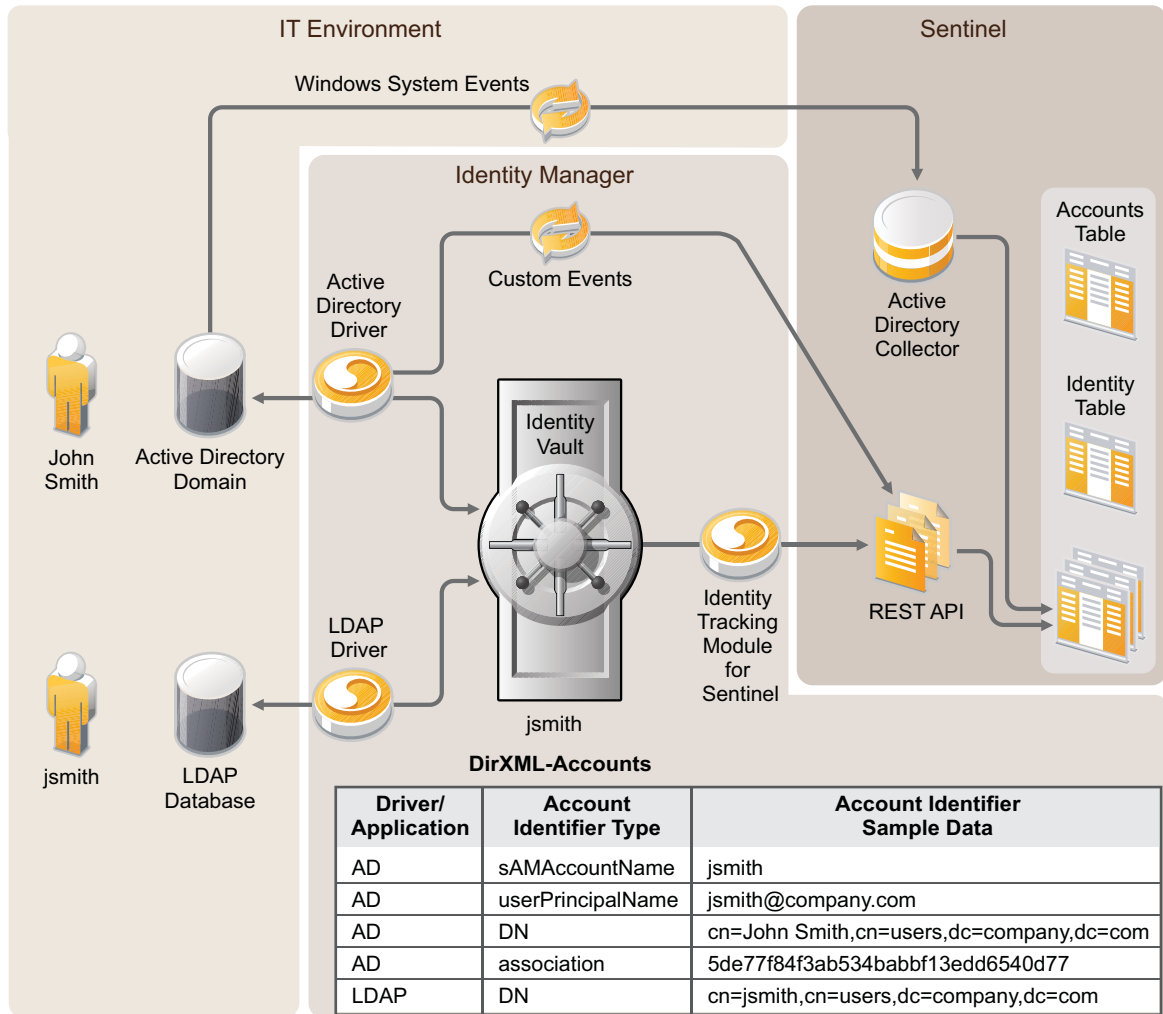 IT Environment
Sentinel
Windows System Events
Identity Manager
Custom Events
Active
Directory
Driver
Active
Directory
Collector
Accounts
Table
Identity
Table
John
Smith
Active Directory
Domain
Identity
Vault
REST API
Identity
Tracking
Module
for
Sentinel
LDAP
Driver
jsmith
LDAP
Database
jsmith
DirXML-Accounts
Driver/
Application
Account
Identifier Type
Account Identifier
Sample Data
AD sAMAccountName jsmith
AD userPrincipalName jsmith@company.com
AD DN cn=John Smith,cn=users,dc=company,dc=com
AD association 5de77f84f3ab534babbf13edd6540d77
LDAP DN cn=jsmith,cn=users,dc=company,dc=com